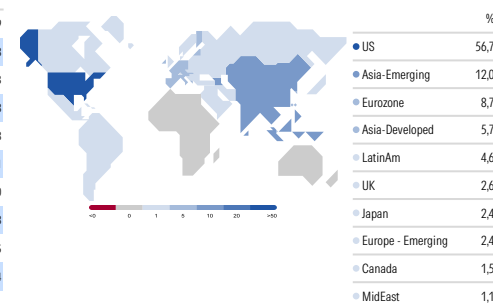 %
US 56,7
Asia-Emerging 12,0
Eurozone 8,7
Asia-Developed 5,7
LatinAm 4,6
UK 2,6
Japan 2,4
Europe - Emerging 2,4
Canada 1,5
MidEast 1,1
<0 0 1 5 10 20 >50